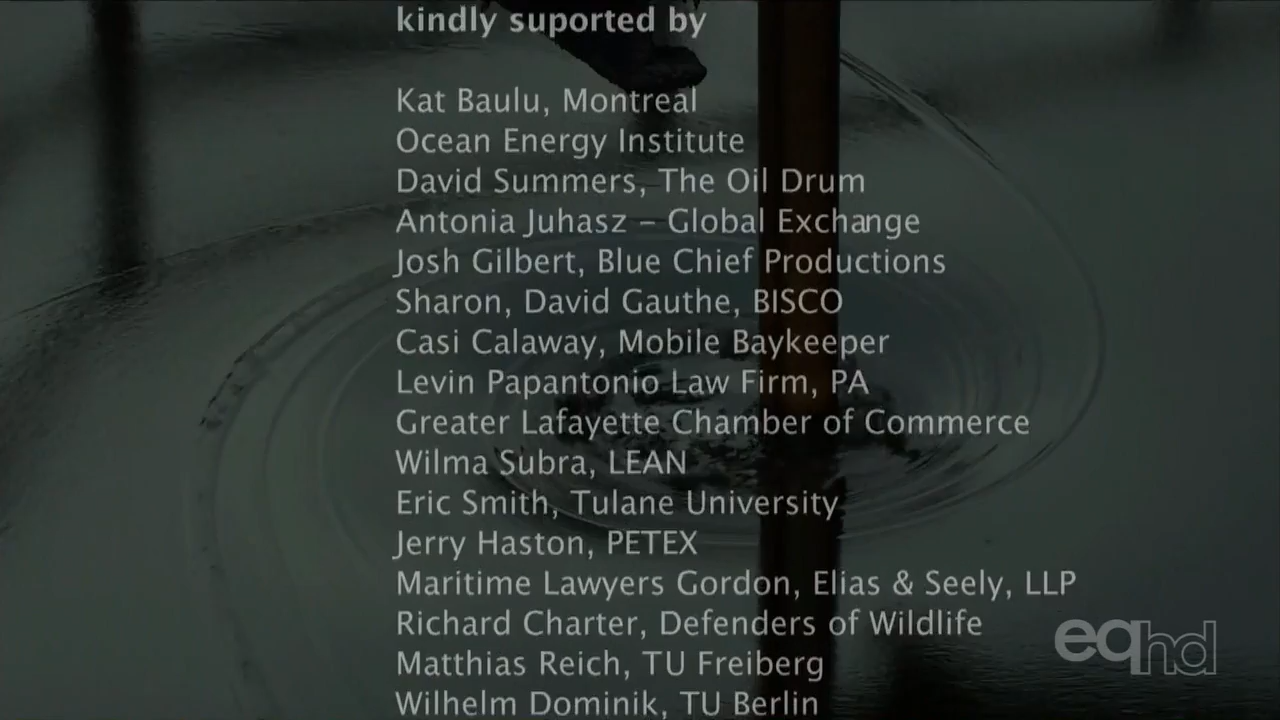 kindly suported by
Kat Baulu, Montreal
Ocean Energy Institute
David Summers, The Oil Drum
Antonia Juhasz – Global Exchange
Josh Gilbert, Blue Chief Productions
Sharon, David Gauthe, BISCO
Casi Calaway, Mobile Baykeeper
Levin Papantonio Law Firm, PA
Greater Lafayette Chamber of Commerce
Wilma Subra, LEAN
Eric Smith, Tulane University
Jerry Haston, PETEX
Maritime Lawyers Gordon, Elias & Seely, LLP
Richard Charter, Defenders of Wildlife
Matthias Reich, TU Freiberg
Wilhelm Dominik, TU Berlin
eqhd